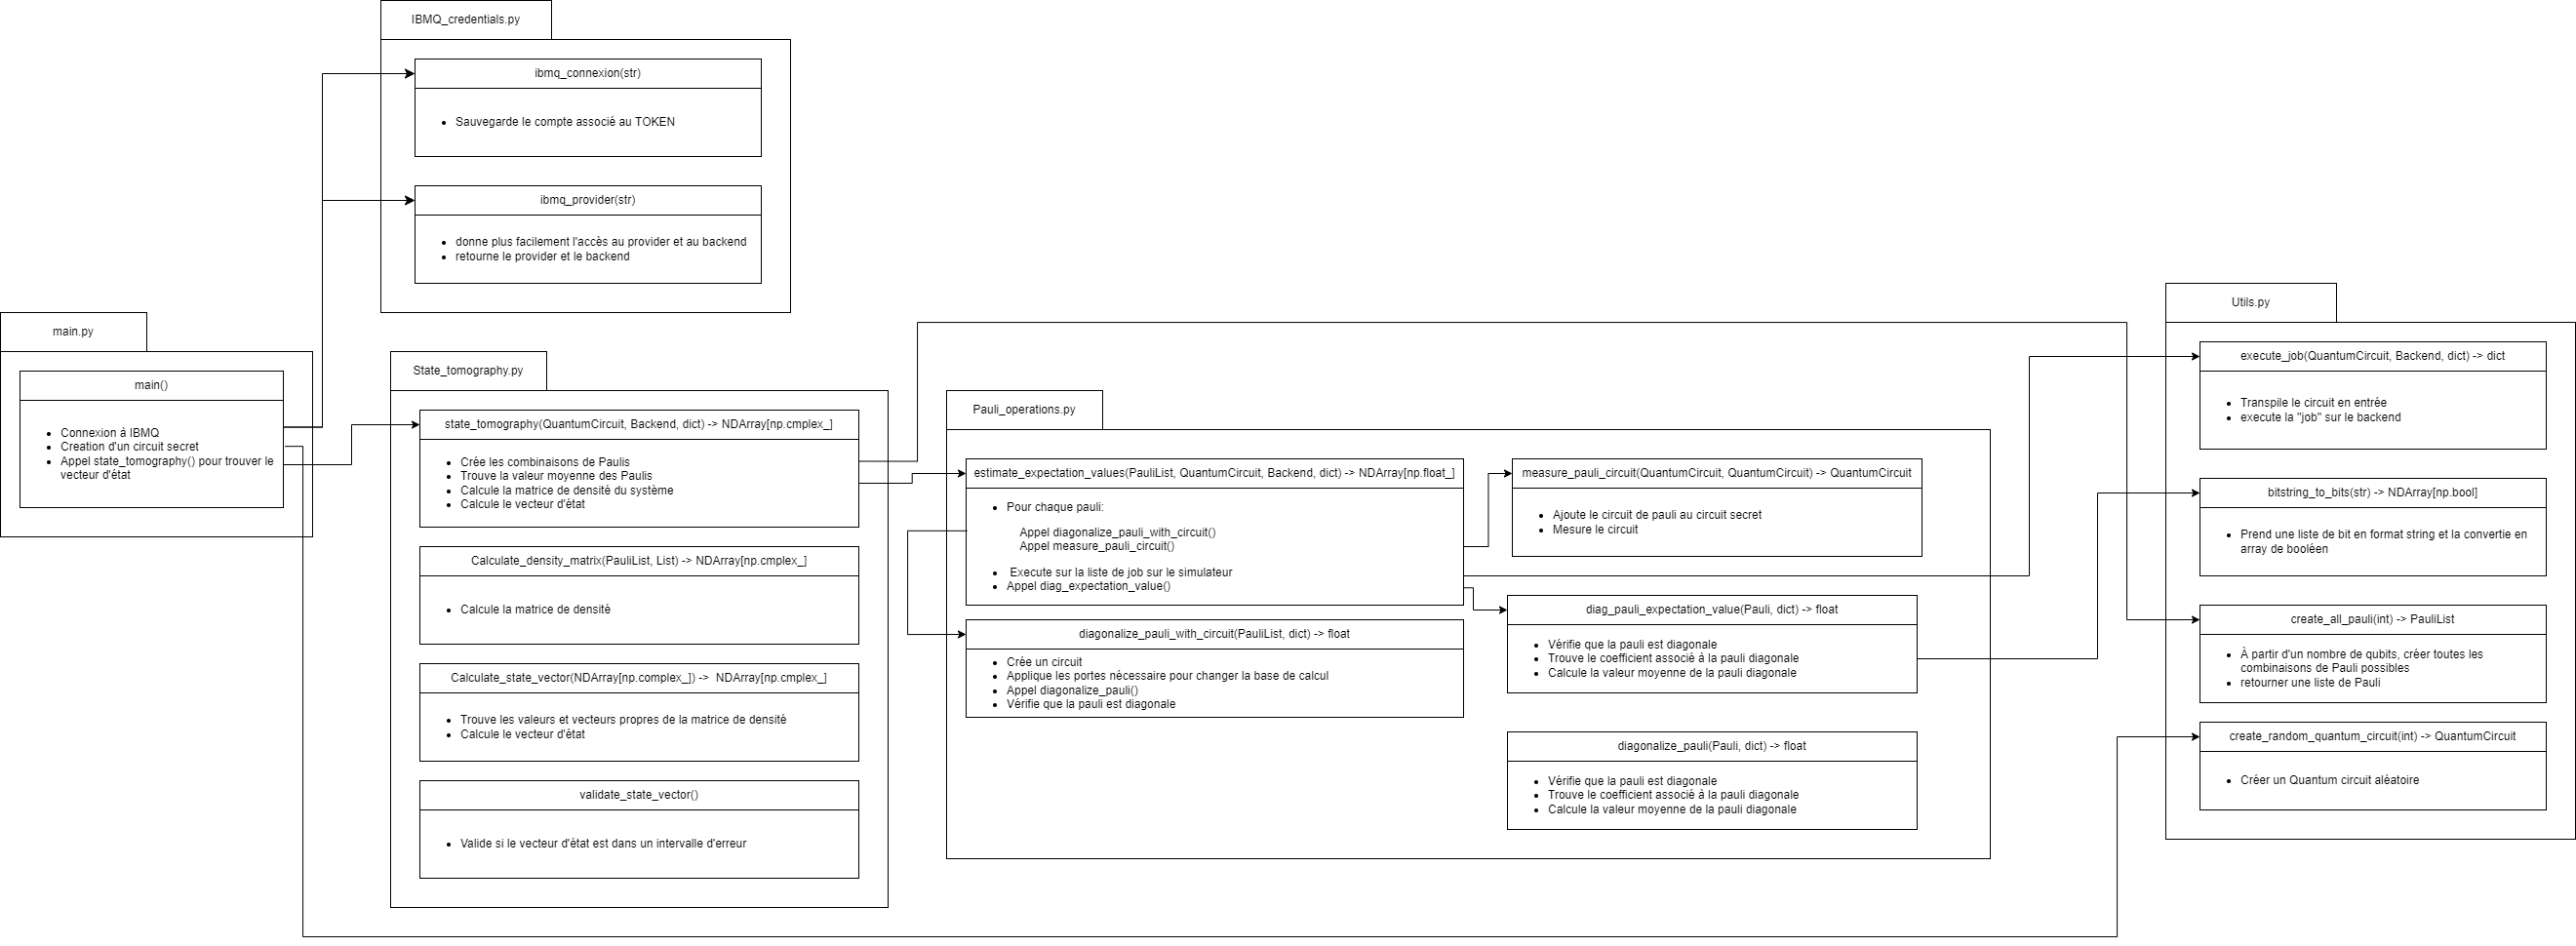 IBMQ_credentials.py
ibmq_connexion(str)
Sauvegarde le compte associé au TOKEN
ibmq_provider(str)
donne plus facilement l'accès au provider et au backend
retourne le provider et le backend
main.py
main()
Connexion à IBMQ
Creation d'un circuit secret
Appel state_tomography() pour trouver le
vecteur d'état
State_tomography.py
state_tomography(QuantumCircuit, Backend, dict) -> NDArray[np.cmplex_]
Crée les combinaisons de Paulis
Trouve la valeur moyenne des Paulis
Calcule la matrice de densité du système
Calcule le vecteur d'état
Calculate_density_matrix(PauliList, List) -> NDArray[np.cmplex_]
Calcule la matrice de densité
Calculate_state_vector(NDArray[np.complex_]) -> NDArray[np.cmplex_]
Trouve les valeurs et vecteurs propres de la matrice de densité
Calcule le vecteur d'état
validate_state_vector()
Valide si le vecteur d'état est dans un intervalle d'erreur
Pauli_operations.py
estimate_expectation_values(PauliList, QuantumCircuit, Backend, dict) -> NDArray[np.float_]
Pour chaque pauli:
Appel diagonalize_pauli_with_circuit()
Appel measure_pauli_circuit()
Execute sur la liste de job sur le simulateur
Appel diag_expectation_value()
diagonalize_pauli_with_circuit(PauliList, dict) -> float
Crée un circuit
Applique les portes nécessaire pour changer la base de calcul
Appel diagonalize_pauli()
Vérifie que la pauli est diagonale
measure_pauli_circuit(QuantumCircuit, QuantumCircuit) -> QuantumCircuit
Ajoute le circuit de pauli au circuit secret
Mesure le circuit
diag_pauli_expectation_value(Pauli, dict) -> float
Vérifie que la pauli est diagonale
Trouve le coefficient associé à la pauli diagonale
Calcule la valeur moyenne de la pauli diagonale
diagonalize_pauli(Pauli, dict) -> float
Vérifie que la pauli est diagonale
Trouve le coefficient associé à la pauli diagonale
Calcule la valeur moyenne de la pauli diagonale
Utils.py
execute_job(QuantumCircuit, Backend, dict) -> dict
Transpile le circuit en entrée
execute la "job" sur le backend
bitstring_to_bits(str) -> NDArray[np.bool]
Prend une liste de bit en format string et la convertie en
array de booléen
create_all_pauli(int) -> PauliList
À partir d'un nombre de qubits, créer toutes les
combinaisons de Pauli possibles
retourner une liste de Pauli
create_random_quantum_circuit(int) -> QuantumCircuit
Créer un Quantum circuit aléatoire